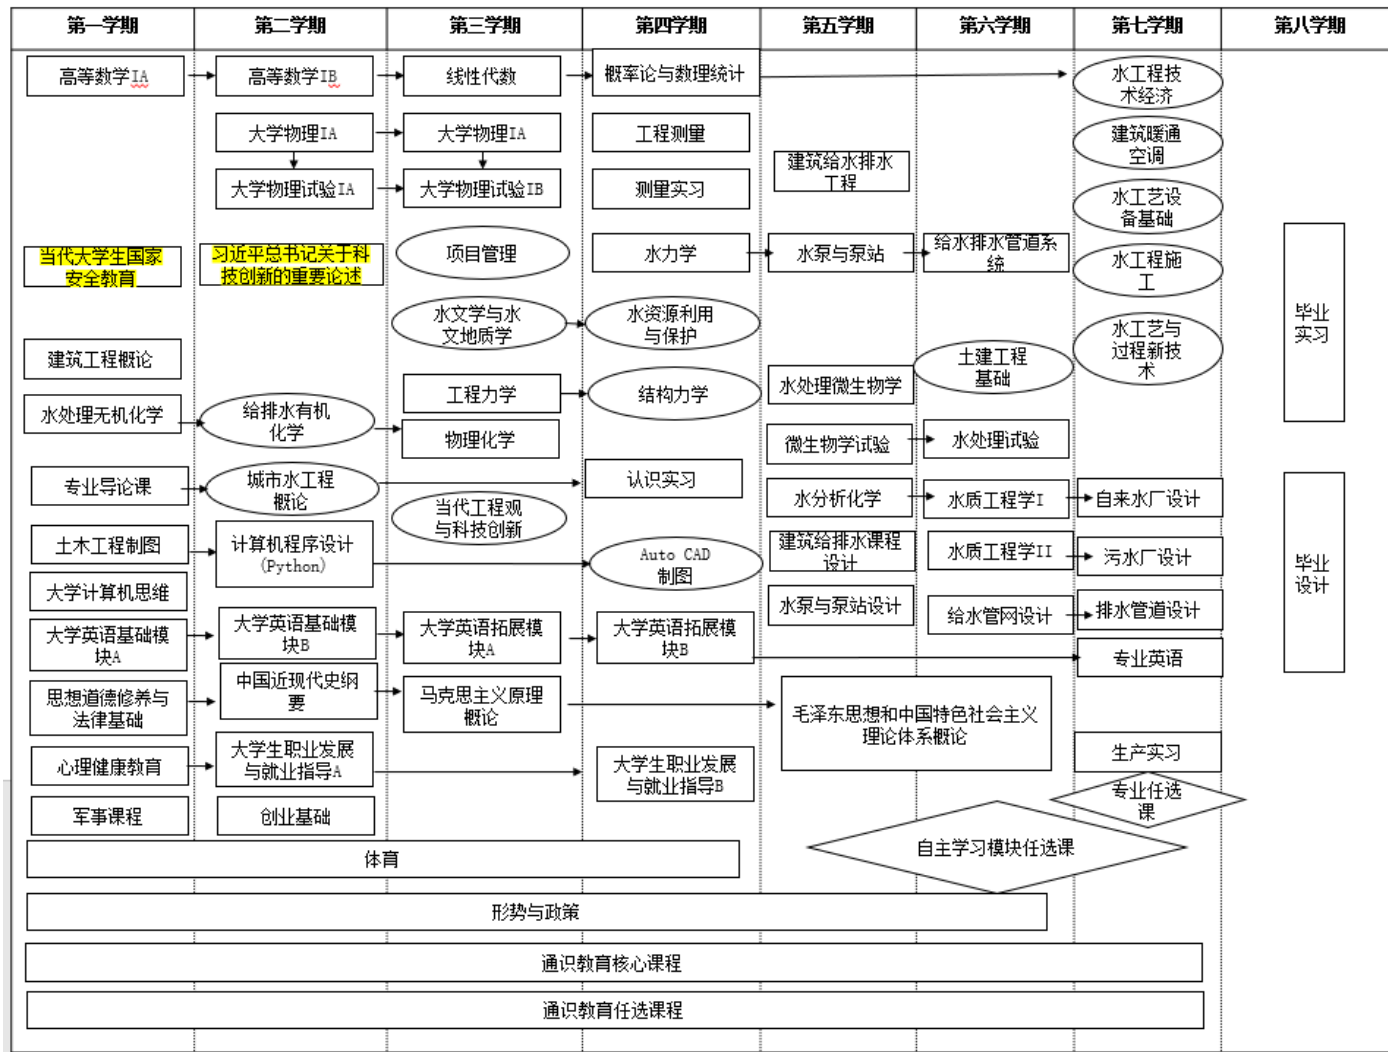 第一学期
第二学期
第三学期
第四学期
第五学期
第六学期
第七学期
第八学期
高等数学IA
高等数学IB
线性代数
概率论与数理统计
水工程技
术经济
大学物理IA
大学物理IA
工程测量
建筑暖通
空调
建筑给水排水
工程
大学物理试验IA
大学物理试验IB
测量实习
水工艺设
备基础
当代大学生国家
安全教育
习近平总书记关于科
技创新的重要论述
项目管理
水力学
水泵与泵站
给水排水管道系
统
水工程施
工
水文学与水
文地质学
水资源利用
与保护
毕业
实习
建筑工程概论
土建工程
基础
水工艺与
过程新技
术
工程力学
结构力学
水处理微生物学
水处理无机化学
给排水有机
化学
物理化学
微生物学试验
水处理试验
专业导论课
城市水工程
概论
认识实习
水分析化学
水质工程学I
自来水厂设计
当代工程观
与科技创新
土木工程制图
计算机程序设计
(Python)
Auto CAD
制图
建筑给排水课程
设计
水质工程学II
污水厂设计
毕业
设计
大学计算机思维
水泵与泵站设计
给水管网设计
排水管道设计
大学英语基础模
块A
大学英语基础模
块B
大学英语拓展模
块A
大学英语拓展模
块B
专业英语
思想道德修养与
法律基础
中国近现代史纲
要
马克思主义原理
概论
毛泽东思想和中国特色社会主义
理论体系概论
心理健康教育
大学生职业发展
与就业指导A
大学生职业发展
与就业指导B
生产实习
专业任选
课
军事课程
创业基础
自主学习模块任选课
体育
形势与政策
通识教育核心课程
通识教育任选课程